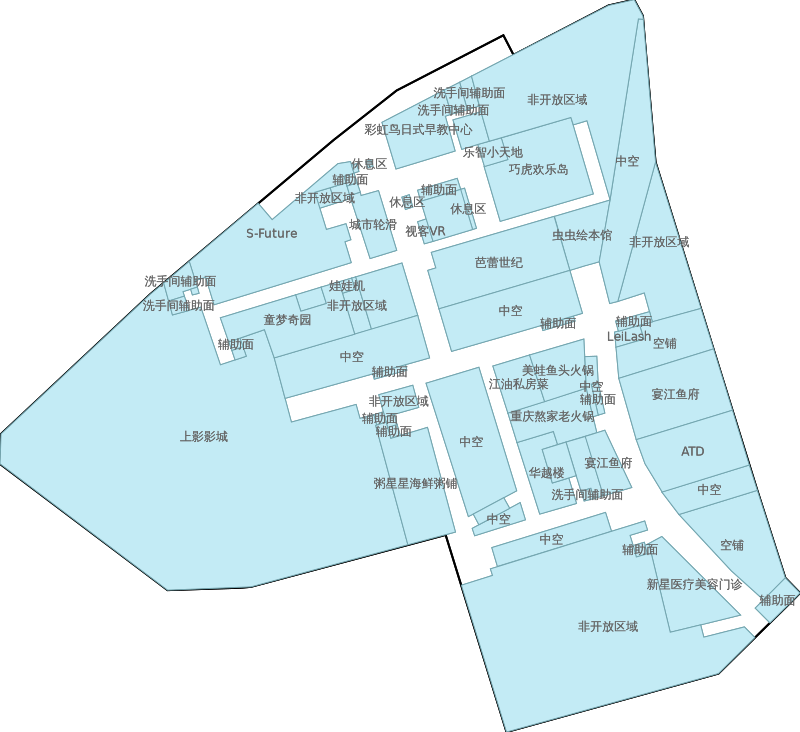 洗手间辅助面
非开放区域
洗手间辅助面
彩虹鸟日式早教中心
乐智小天地
中空
休息区
巧虎欢乐岛
辅助面
辅助面
非开放区域
休息区
休息区
城市轮滑
视客VR
S-Future
虫虫绘本馆
非开放区域
芭蕾世纪
洗手间辅助面
娃娃机
洗手间辅助面
非开放区域
中空
童梦奇园
辅助面
辅助面
LeiLash
空铺
辅助面
中空
辅助面
美蛙鱼头火锅
江油私房菜
中空
宴江鱼府
辅助面
非开放区域
辅助面
重庆熬家老火锅
辅助面
上影影城
中空
ATD
宴江鱼府
华越楼
粥星星海鲜粥铺
中空
洗手间辅助面
中空
中空
空铺
辅助面
新星医疗美容门诊
辅助面
非开放区域